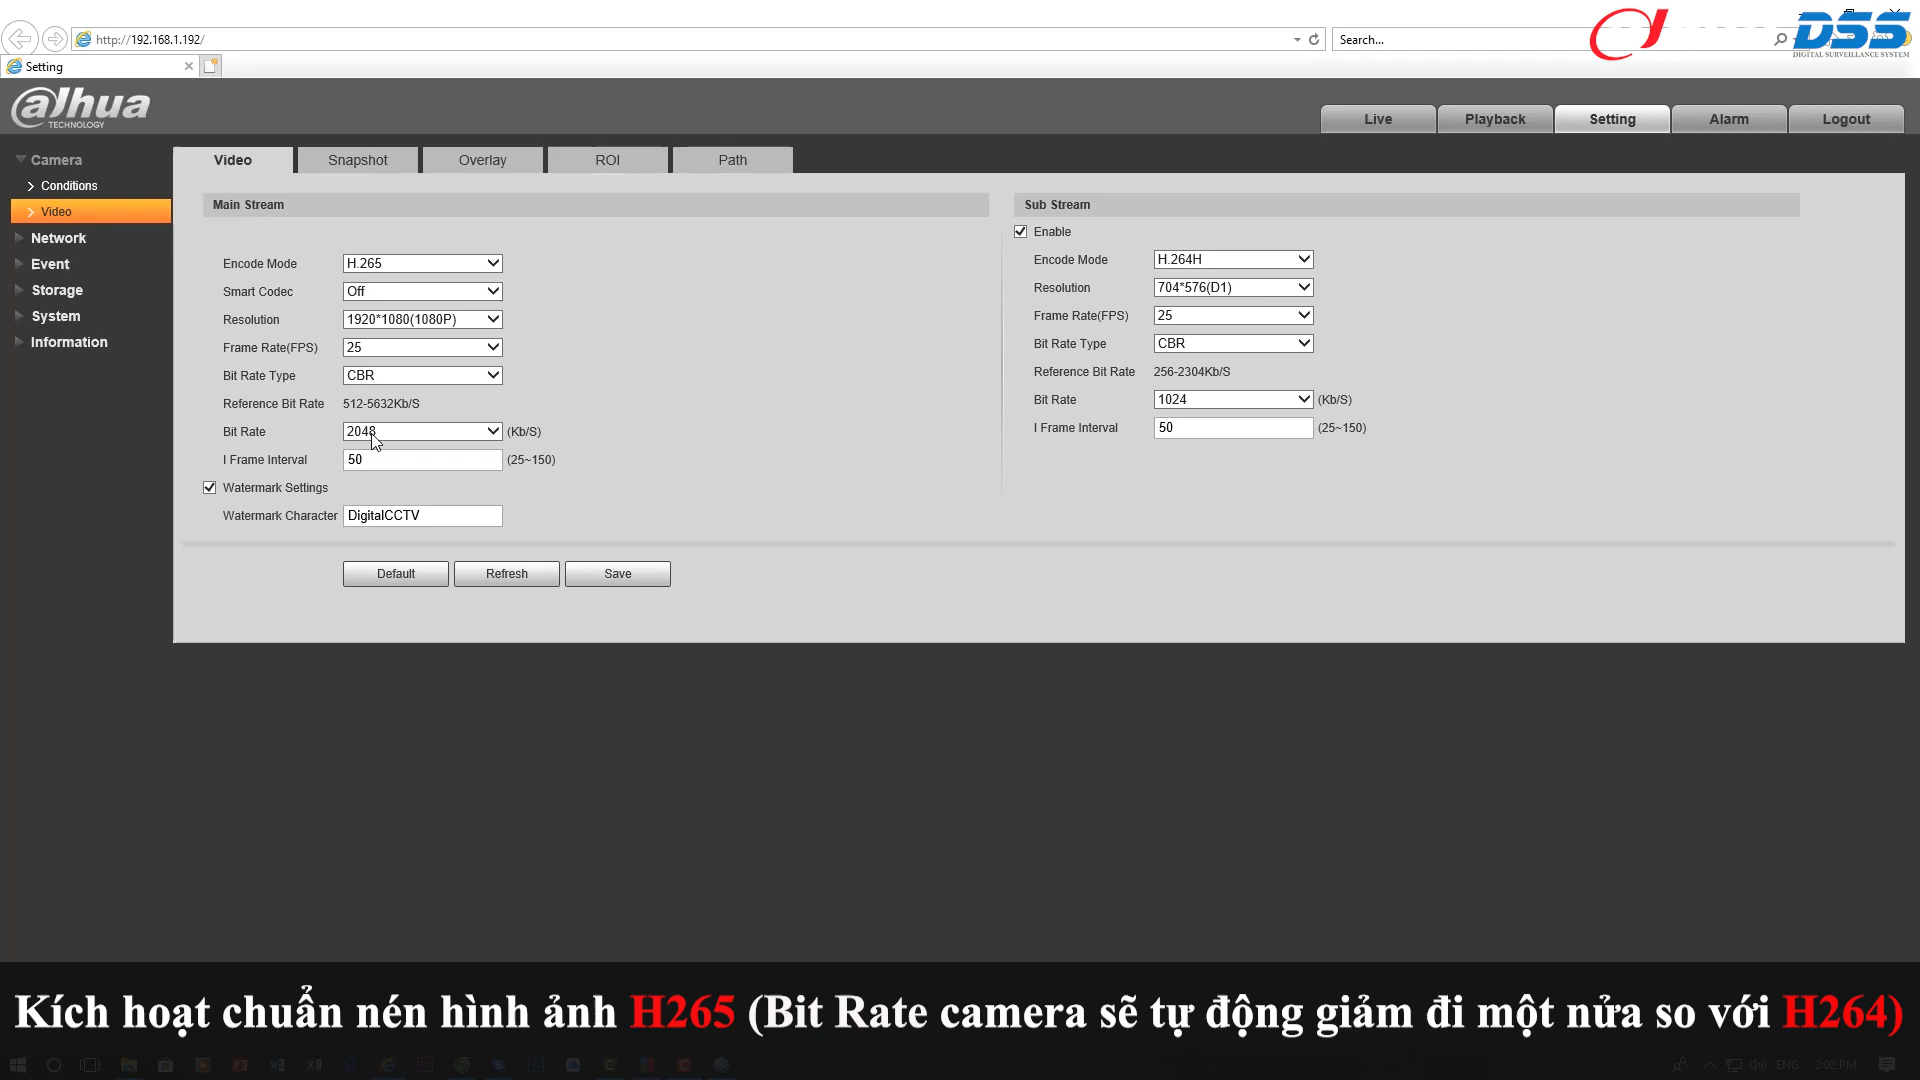 http://192.168.1.192/
Search...
DSS
DIGITAL SURVEILLANCE SYSTEM
Setting
alhua
TECHNOLOGY
Live
Playback
Setting
Alarm
Logout
Camera
Conditions
Video
Network
Event
Storage
System
Information
Video
Snapshot
Overlay
ROI
Path
Main Stream
Encode Mode H.265
Smart Codec Off
Resolution 1920*1080(1080P)
Frame Rate(FPS) 25
Bit Rate Type CBR
Reference Bit Rate 512-5632Kb/S
Bit Rate 2048 (Kb/S)
I Frame Interval 50 (25~150)
Watermark Settings
Watermark Character DigitalCCTV
Default
Refresh
Save
Sub Stream
Enable
Encode Mode H.264H
Resolution 704*576(D1)
Frame Rate(FPS) 25
Bit Rate Type CBR
Reference Bit Rate 256-2304Kb/S
Bit Rate 1024 (Kb/S)
I Frame Interval 50 (25~150)
Kích hoạt chuẩn nén hình ảnh H265 (Bit Rate camera sẽ tự động giảm đi một nửa so với H264)
ENG
2:02 PM